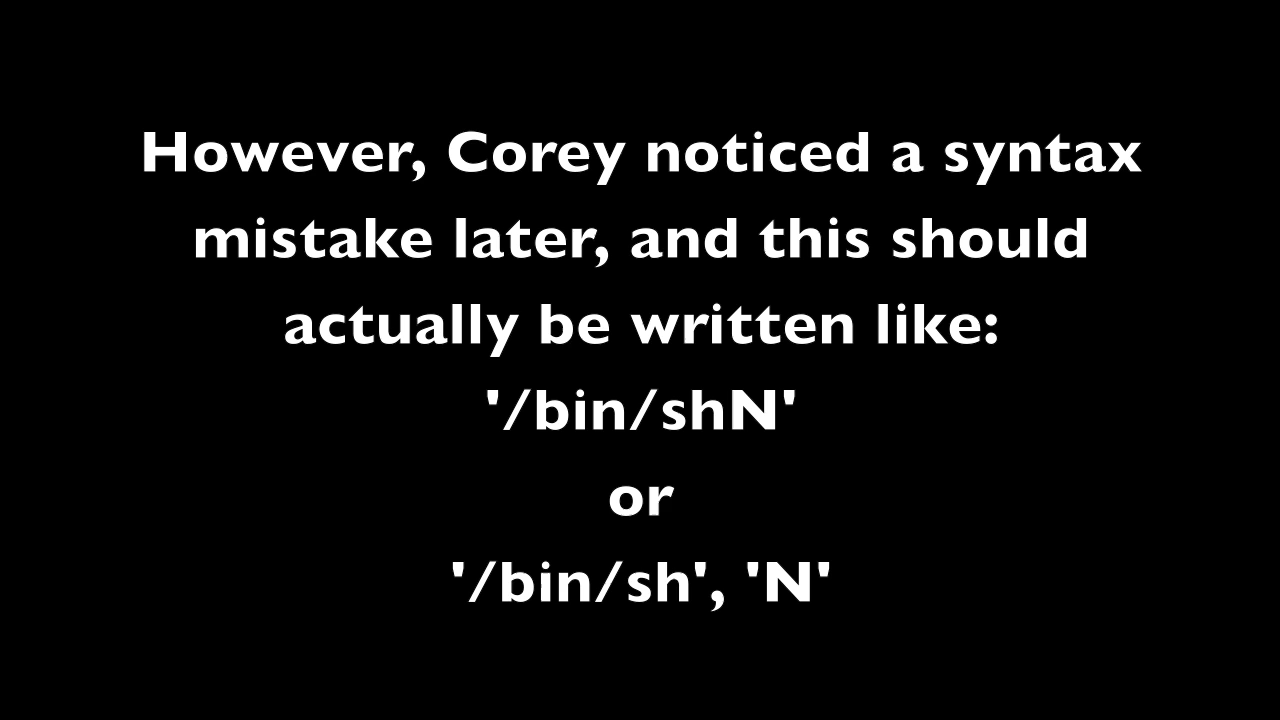 However, Corey noticed a syntax
mistake later, and this should
actually be written like:
'/bin/shN'
or
'/bin/sh', 'N'